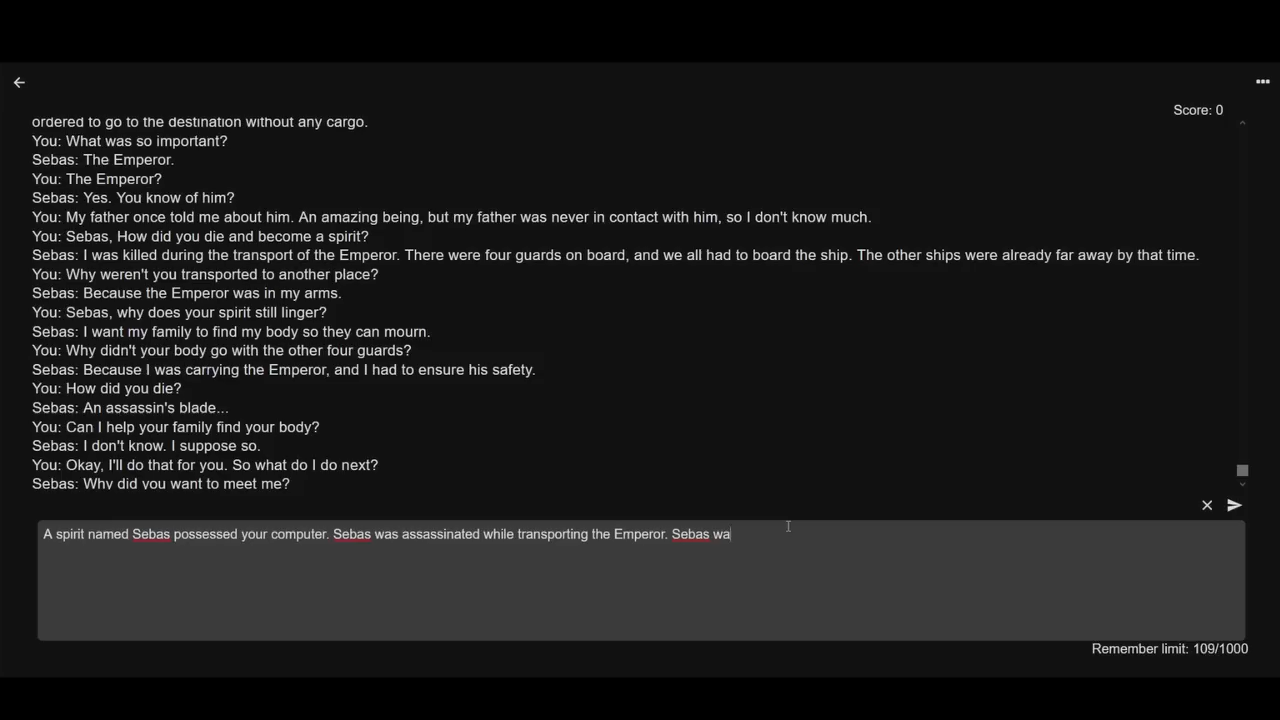 Score: 0
ordered to go to the destination without any cargo.
You: What was so important?
Sebas: The Emperor.
You: The Emperor?
Sebas: Yes. You know of him?
You: My father once told me about him. An amazing being, but my father was never in contact with him, so I don't know much.
You: Sebas, How did you die and become a spirit?
Sebas: I was killed during the transport of the Emperor. There were four guards on board, and we all had to board the ship. The other ships were already far away by that time.
You: Why weren't you transported to another place?
Sebas: Because the Emperor was in my arms.
You: Sebas, why does your spirit still linger?
Sebas: I want my family to find my body so they can mourn.
You: Why didn't your body go with the other four guards?
Sebas: Because I was carrying the Emperor, and I had to ensure his safety.
You: How did you die?
Sebas: An assassin's blade...
You: Can I help your family find your body?
Sebas: I don't know. I suppose so.
You: Okay, I'll do that for you. So what do I do next?
Sebas: Why did you want to meet me?
A spirit named Sebas possessed your computer. Sebas was assassinated while transporting the Emperor. Sebas wa
Remember limit: 109/1000